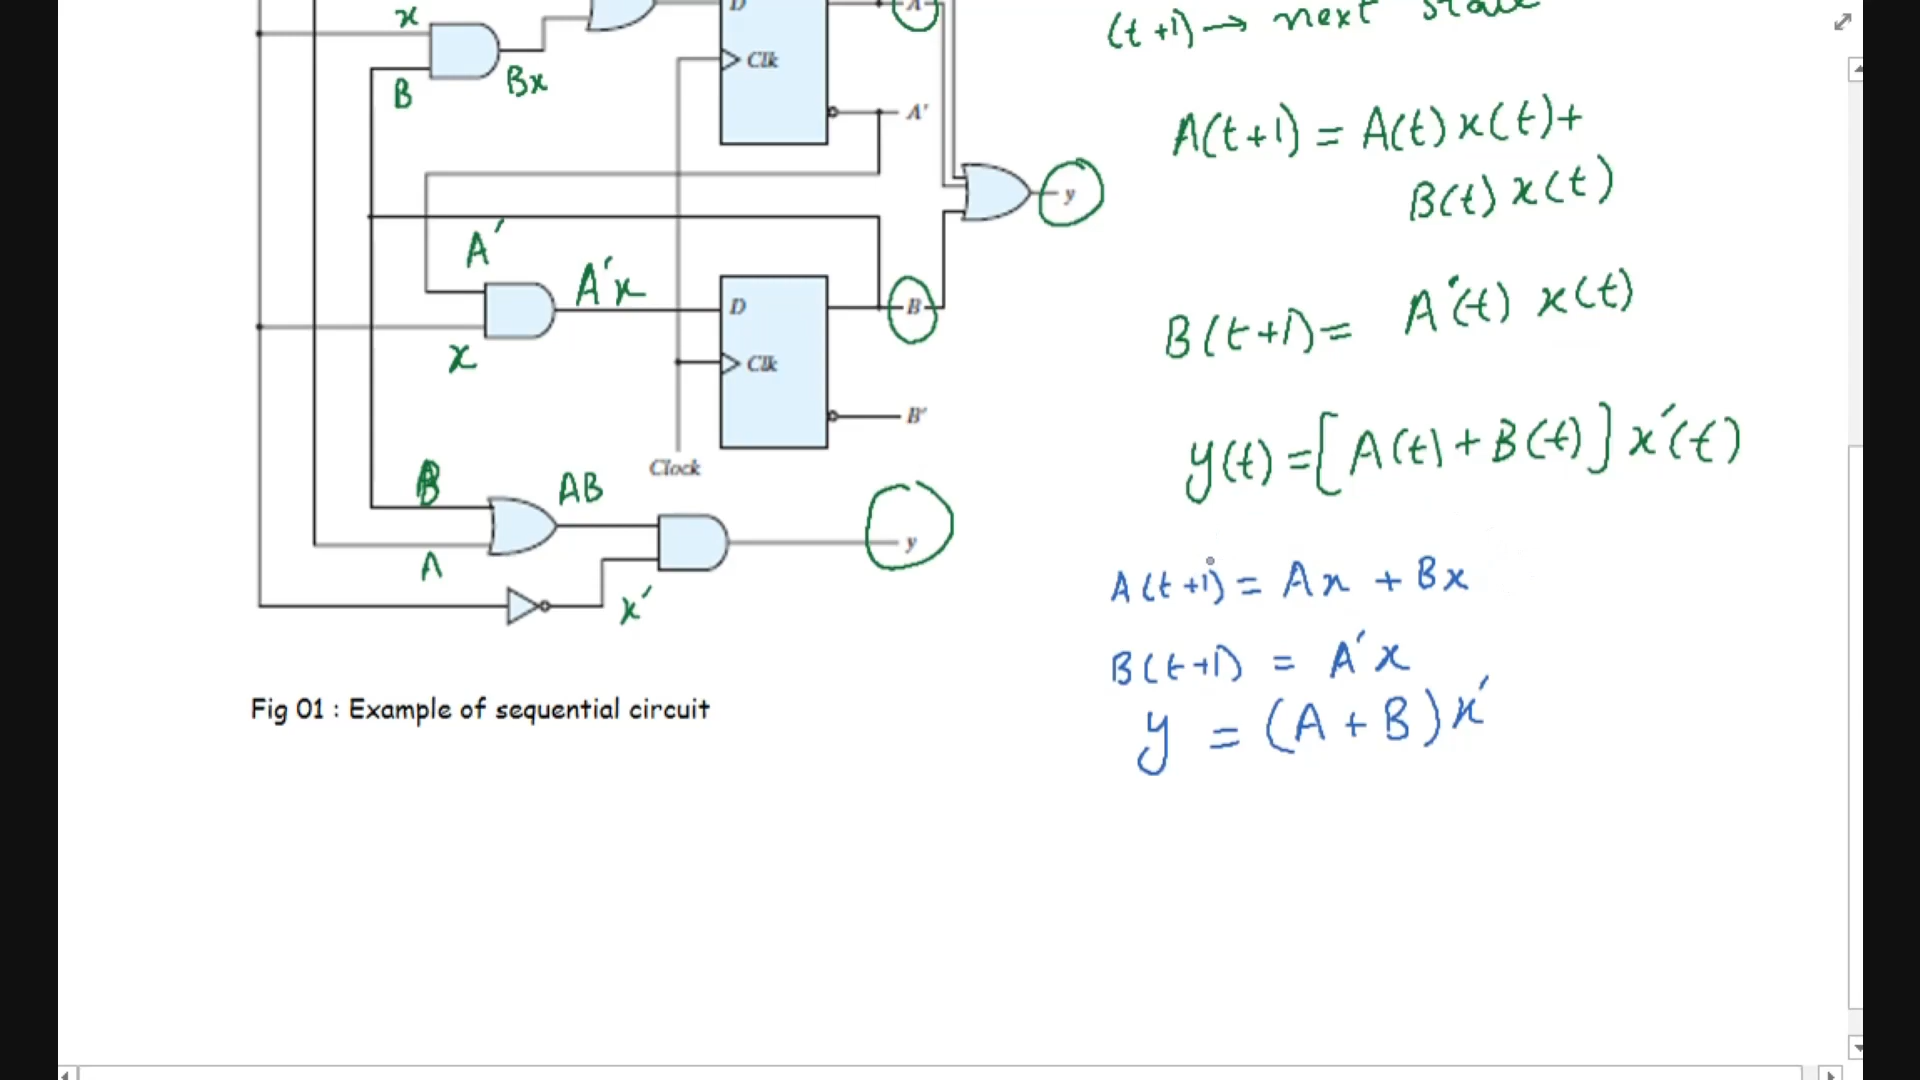 x
D
A
(t+1) → next state
Clk
B
Bx
A'
A(t+1) = A(t) x(t) +
B(t) x(t)
y
A'
A'x
D
B
B(t+1) = A'(t) x(t)
x
Clk
B'
y(t) = [A(t) + B(t)] x'(t)
Clock
B
AB
y
A
x'
A(t+1) = Ax + Bx
B(t+1) = A'x
y = (A + B) x'
Fig 01 : Example of sequential circuit